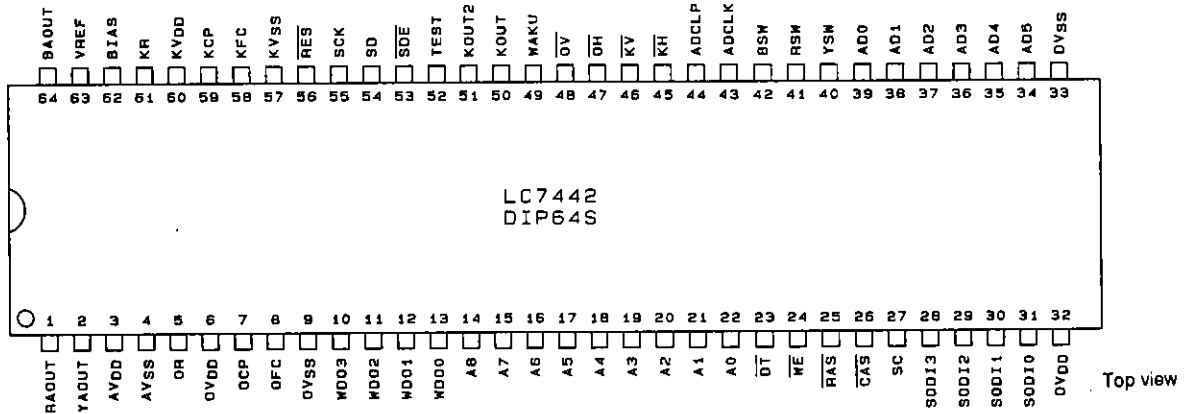 BAOUT VREF BIAS KR KVDD KCP KFC KVSS RES SCK SD SDE TEST KOUT2 KOUT WAKU OV OH KV KH ADCLP ADCLK BSW RSW YSW AD0 AD1 AD2 AD3 AD4 AD5 DVSS
64 63 62 61 60 59 58 57 56 55 54 53 52 51 50 49 48 47 46 45 44 43 42 41 40 39 38 37 36 35 34 33
LC7442
DIP64S
1 2 3 4 5 6 7 8 9 10 11 12 13 14 15 16 17 18 19 20 21 22 23 24 25 26 27 28 29 30 31 32
RAOUT YAOUT AVDD AVSS OR OVDD OCP OFC OVSS WDO3 WDO2 WDO1 WDO0 A8 A7 A6 A5 A4 A3 A2 A1 A0 DT WE RAS CAS SC SODI3 SODI2 SODI1 SODI0 DVDD
Top view